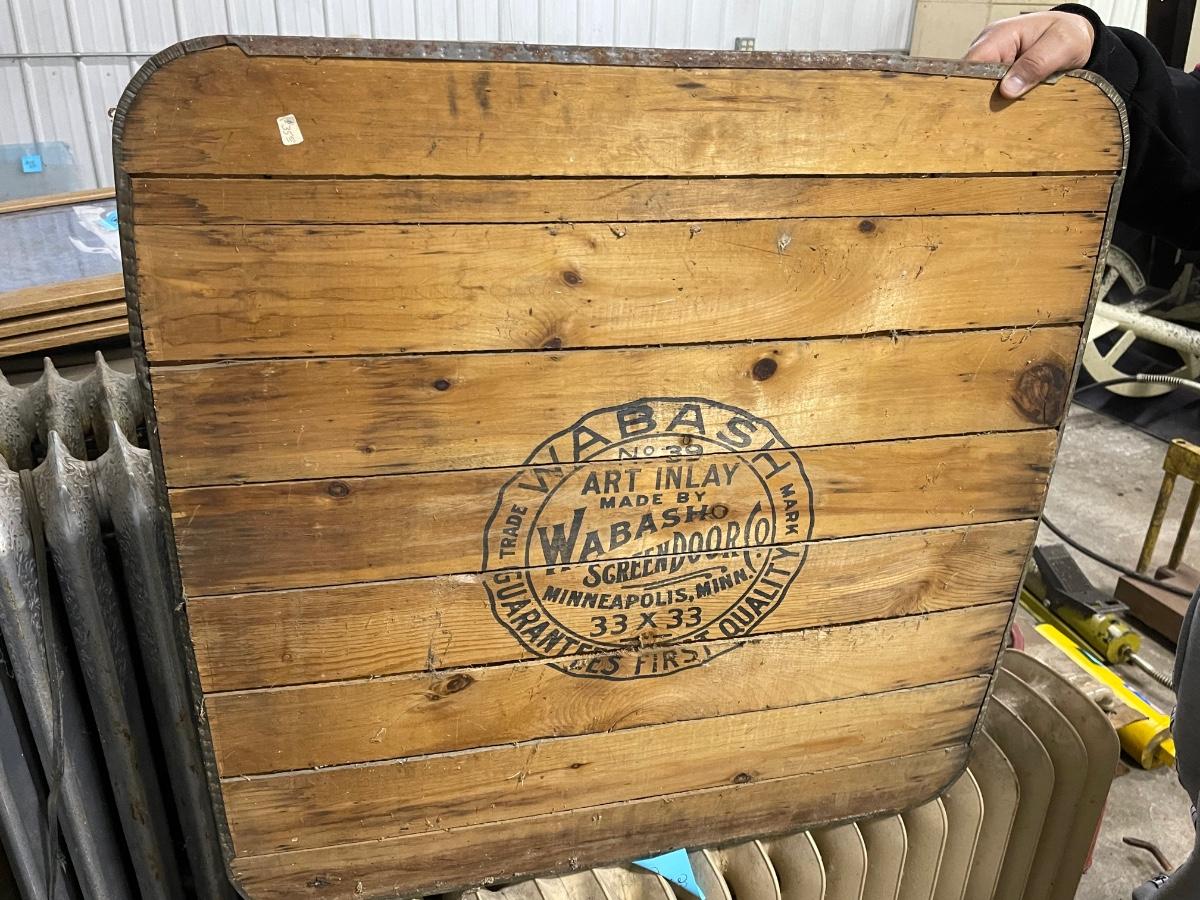 35
WABASH
No 39
ART INLAY
MADE BY
WABASH
SCREEN DOOR CO.
MINNEAPOLIS, MINN.
33 X 33
TRADE MARK
GUARANTEES FIRST QUALITY